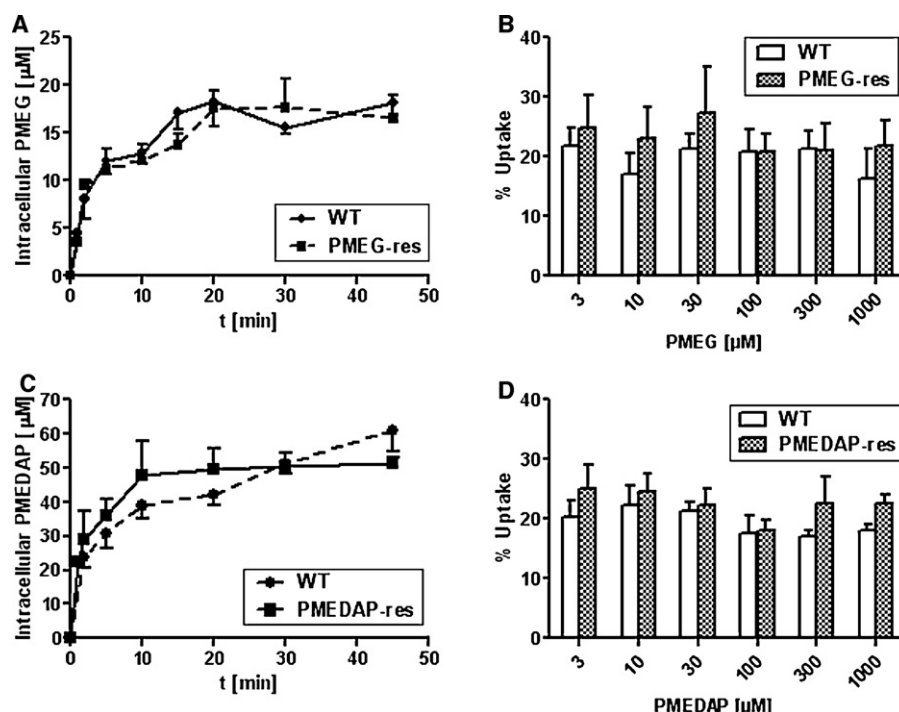 A
Intracellular PMEG [µM]
25
20
15
10
5
0
0 10 20 30 40 50
t [min]
WT
PMEG-res
B
% Uptake
40
30
20
10
0
3 10 30 100 300 1000
PMEG [µM]
WT
PMEG-res
C
Intracellular PMEDAP [µM]
70
60
50
40
30
20
10
0
0 10 20 30 40 50
t [min]
WT
PMEDAP-res
D
% Uptake
40
30
20
10
0
3 10 30 100 300 1000
PMEDAP [µM]
WT
PMEDAP-res